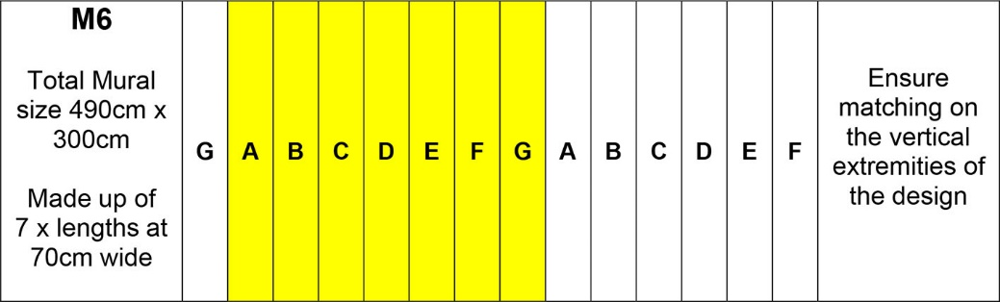 M6
Total Mural
size 490cm x
300cm
Made up of
7 x lengths at
70cm wide
G A B C D E F G A B C D E F
Ensure
matching on
the vertical
extremities of
the design